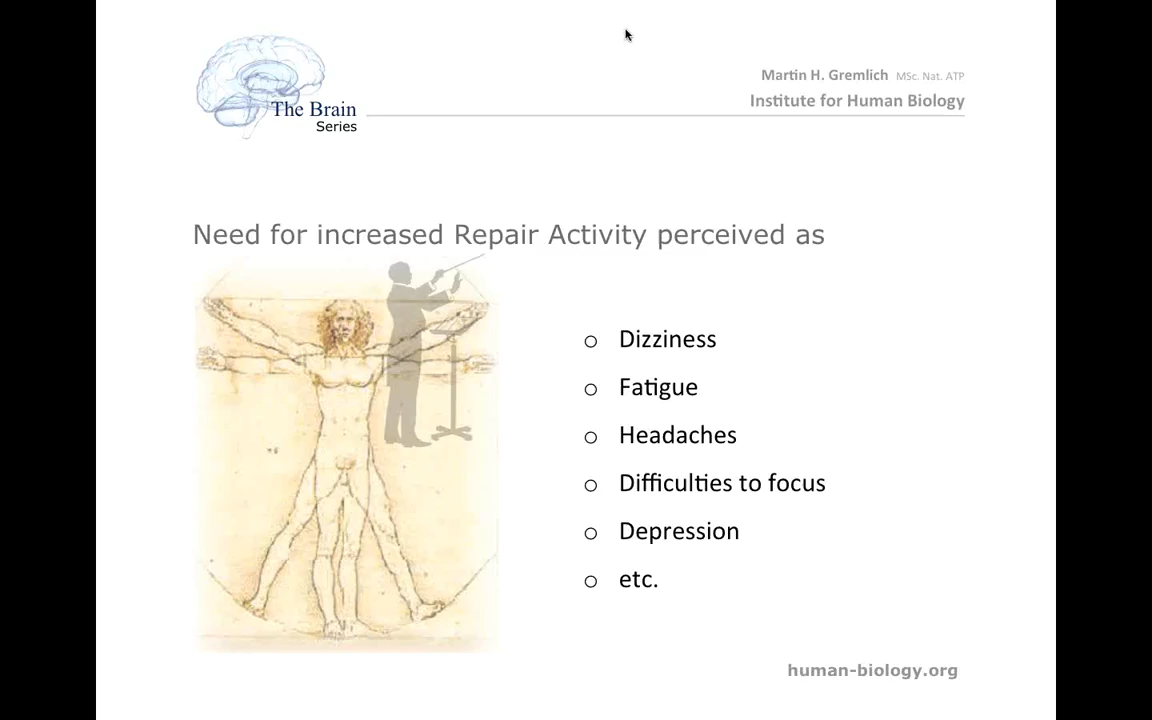 The Brain
Series
Martin H. Gremlich MSc. Nat. ATP
Institute for Human Biology
Need for increased Repair Activity perceived as
o Dizziness
o Fatigue
o Headaches
o Difficulties to focus
o Depression
o etc.
human-biology.org